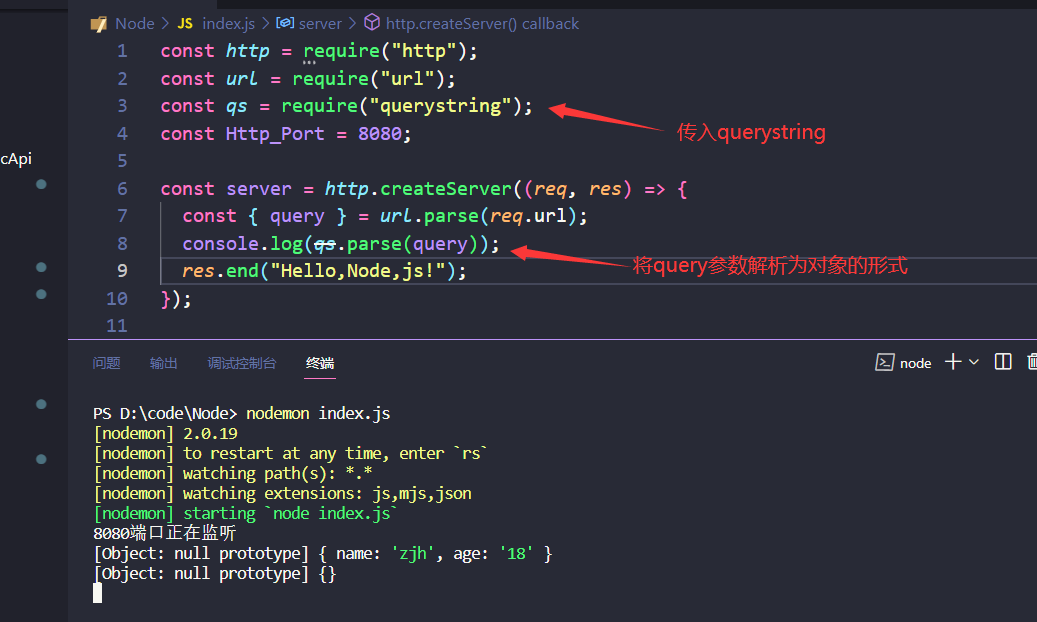 Node > JS index.js > server > http.createServer() callback
1 const http = require("http");
2 const url = require("url");
3 const qs = require("querystring");
传入querystring
4 const Http_Port = 8080;
cApi
5
6 const server = http.createServer((req, res) => {
7 const { query } = url.parse(req.url);
8 console.log(qs.parse(query));
将query参数解析为对象的形式
9 res.end("Hello,Node,js!");
10 });
11
问题 输出 调试控制台 终端 node
PS D:\code\Node> nodemon index.js
[nodemon] 2.0.19
[nodemon] to restart at any time, enter `rs`
[nodemon] watching path(s): *.*
[nodemon] watching extensions: js,mjs,json
[nodemon] starting `node index.js`
8080端口正在监听
[Object: null prototype] { name: 'zjh', age: '18' }
[Object: null prototype] {}